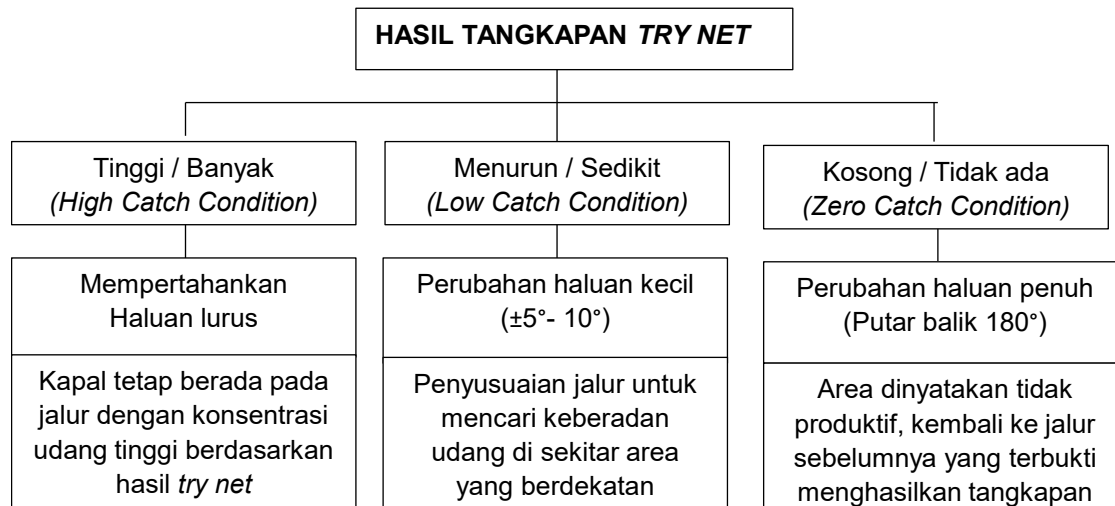 HASIL TANGKAPAN TRY NET
Tinggi / Banyak
(High Catch Condition)
Mempertahankan
Haluan lurus
Kapal tetap berada pada
jalur dengan konsentrasi
udang tinggi berdasarkan
hasil try net
Menurun / Sedikit
(Low Catch Condition)
Perubahan haluan kecil
(±5°- 10°)
Penyusuaian jalur untuk
mencari keberadan
udang di sekitar area
yang berdekatan
Kosong / Tidak ada
(Zero Catch Condition)
Perubahan haluan penuh
(Putar balik 180°)
Area dinyatakan tidak
produktif, kembali ke jalur
sebelumnya yang terbukti
menghasilkan tangkapan